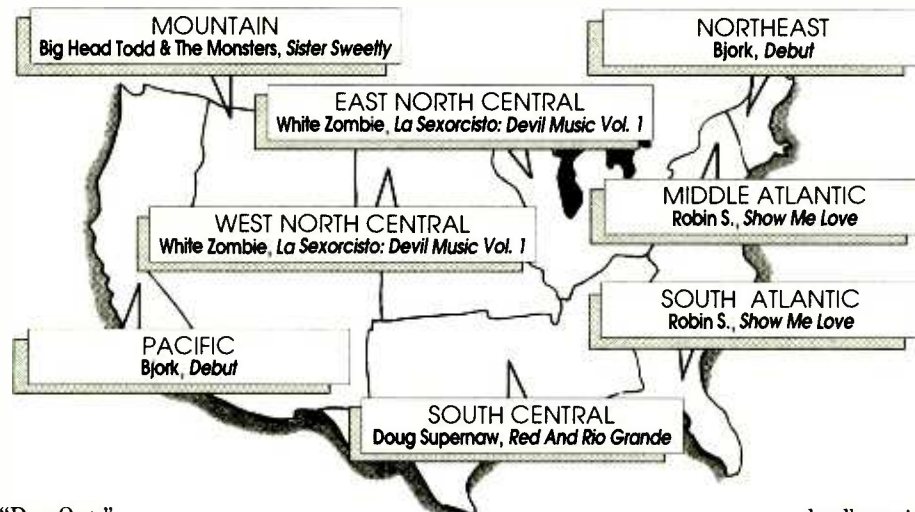 MOUNTAIN
Big Head Todd & The Monsters, Sister Sweetly
NORTHEAST
Bjork, Debut
EAST NORTH CENTRAL
White Zombie, La Sexorcisto: Devil Music Vol. 1
MIDDLE ATLANTIC
Robin S., Show Me Love
WEST NORTH CENTRAL
White Zombie, La Sexorcisto: Devil Music Vol. 1
SOUTH ATLANTIC
Robin S., Show Me Love
PACIFIC
Bjork, Debut
SOUTH CENTRAL
Doug Supernaw, Red And Rio Grande